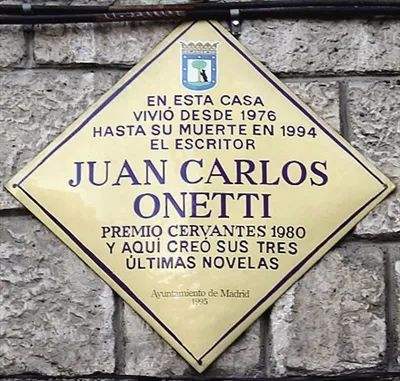 EN ESTA CASA
VIVIÓ DESDE 1976
HASTA SU MUERTE EN 1994
EL ESCRITOR
JUAN CARLOS
ONETTI
PREMIO CERVANTES 1980
Y AQUÍ CREÓ SUS TRES
ÚLTIMAS NOVELAS
Ayuntamiento de Madrid
1995